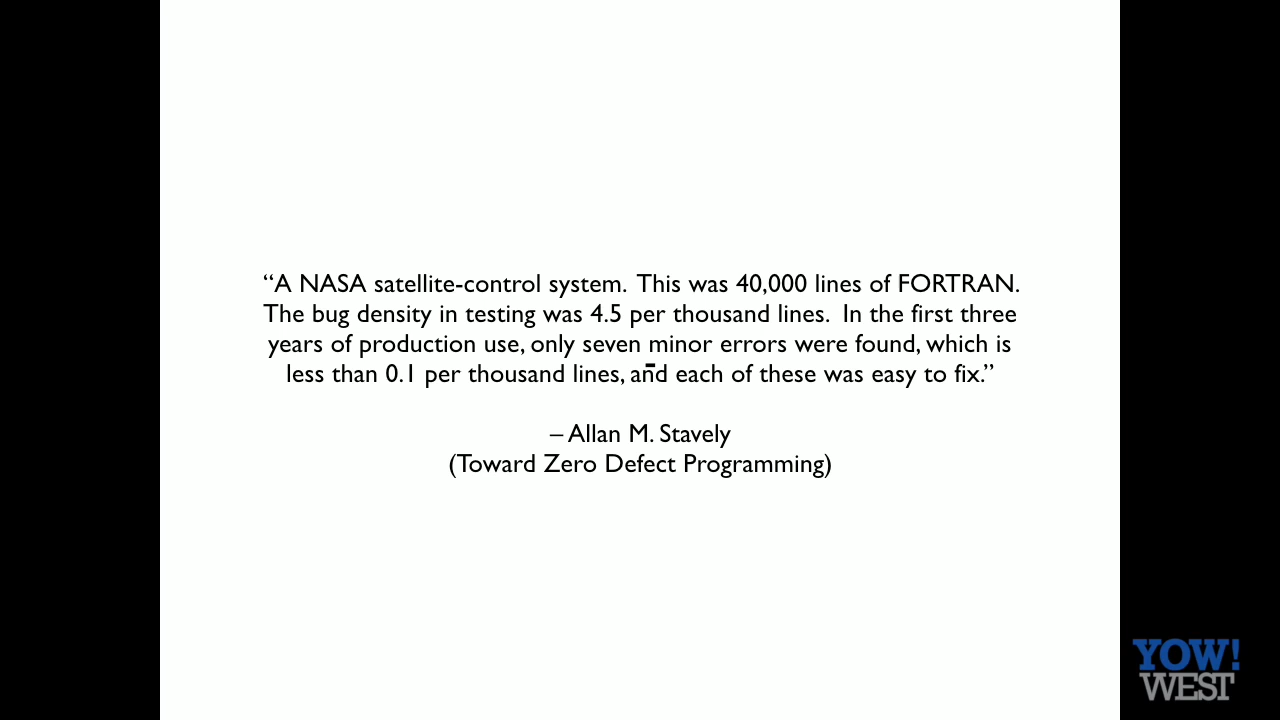 “A NASA satellite-control system.  This was 40,000 lines of FORTRAN.
The bug density in testing was 4.5 per thousand lines.  In the first three
years of production use, only seven minor errors were found, which is
less than 0.1 per thousand lines, and each of these was easy to fix.”
– Allan M. Stavely
(Toward Zero Defect Programming)
YOW!
WEST